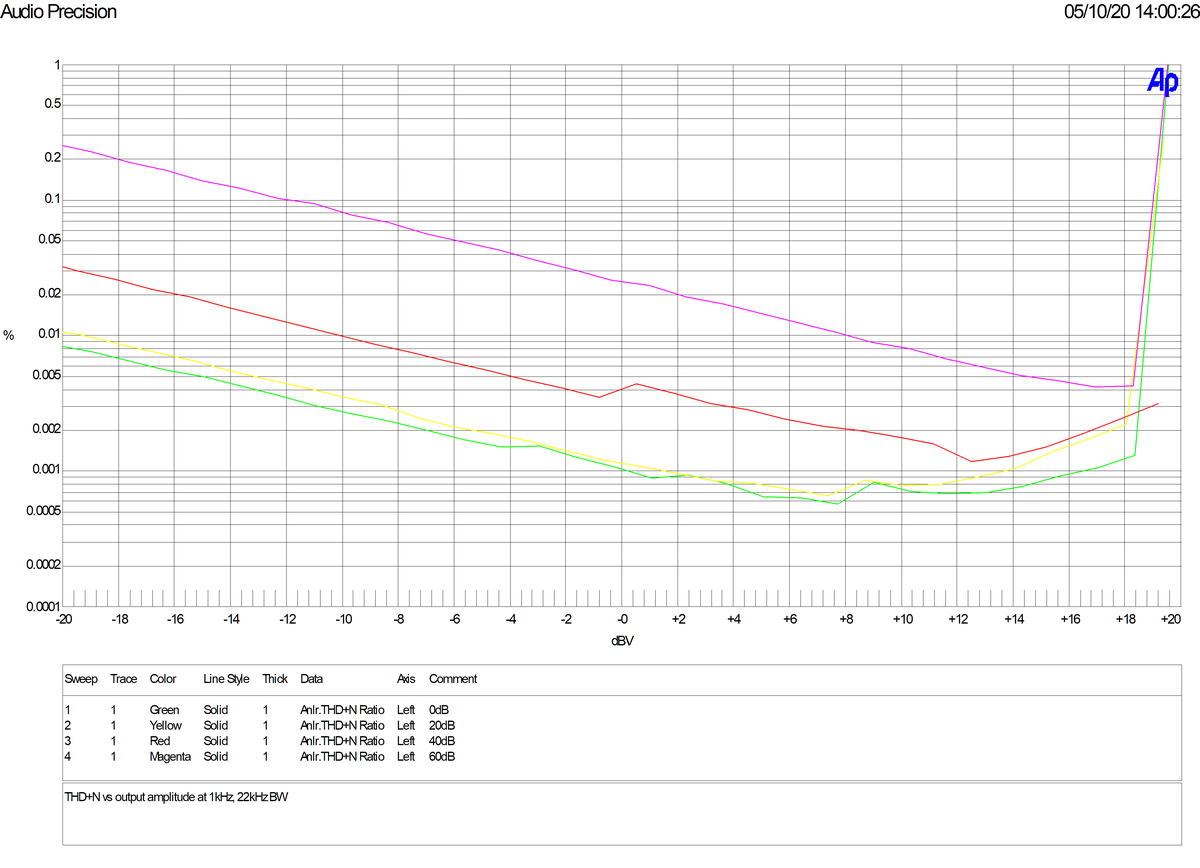 Audio Precision 05/10/20 14:00:26
Ap
1
0.5
0.2
0.1
0.05
0.02
%
0.01
0.005
0.002
0.001
0.0005
0.0002
0.0001
-20 -18 -16 -14 -12 -10 -8 -6 -4 -2 -0 +2 +4 +6 +8 +10 +12 +14 +16 +18 +20
dBV
Sweep Trace Color Line Style Thick Data Axis Left Comment
1 1 Green Solid 1 Anlr.THD+N Ratio Left 0dB
2 1 Yellow Solid 1 Anlr.THD+N Ratio Left 20dB
3 1 Red Solid 1 Anlr.THD+N Ratio Left 40dB
4 1 Magenta Solid 1 Anlr.THD+N Ratio Left 60dB
THD+N vs output amplitude at 1kHz, 22kHz BW